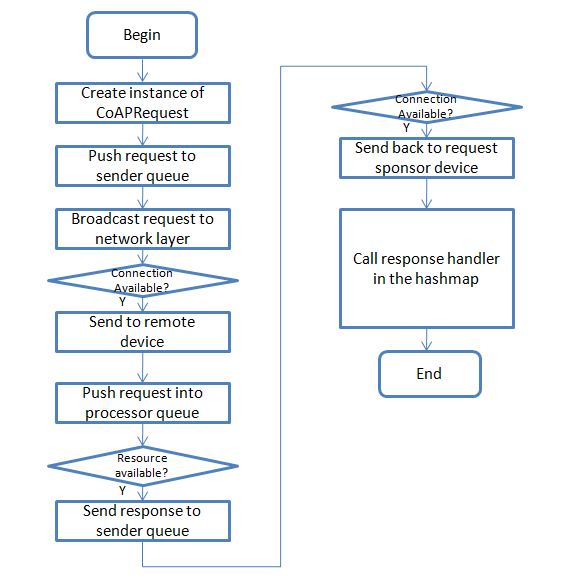 Begin
Create instance of
CoAPRequest
Push request to
sender queue
Broadcast request to
network layer
Connection
Available?
Y
Send to remote
device
Push request into
processor queue
Resource
available?
Y
Send response to
sender queue
Connection
Available?
Y
Send back to request
sponsor device
Call response handler
in the hashmap
End